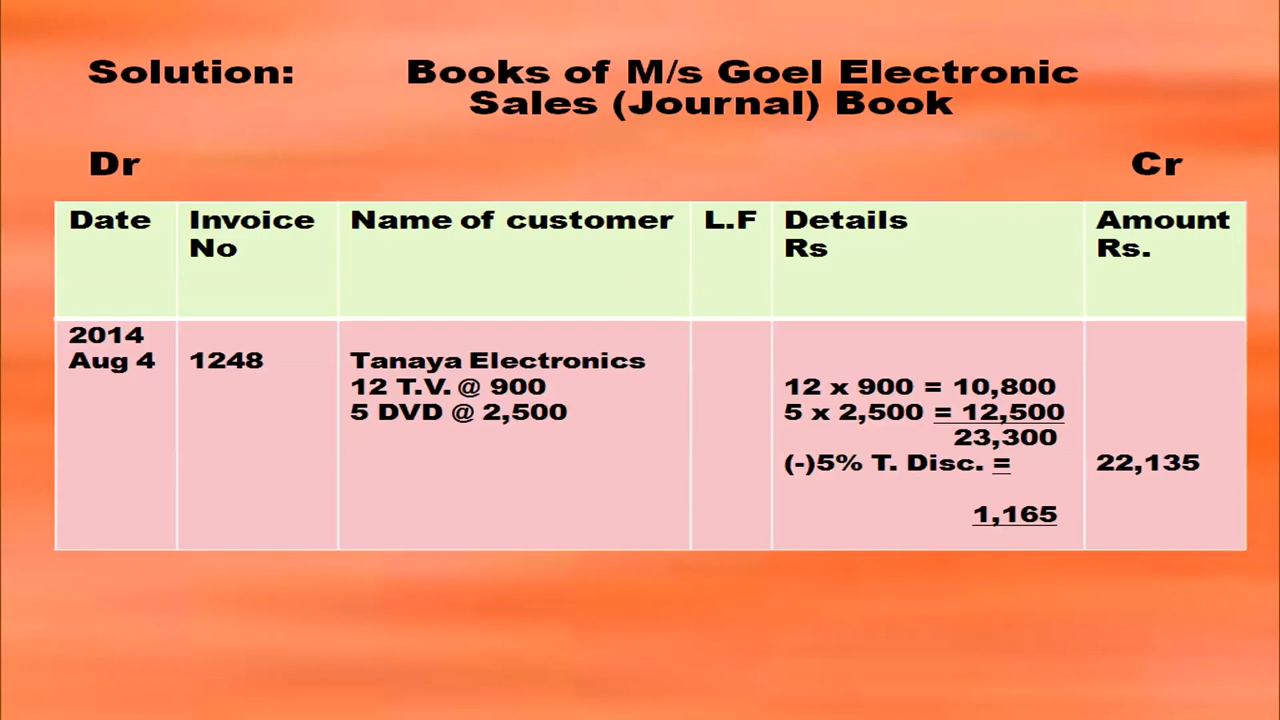 Solution: Books of M/s Goel Electronic
Sales (Journal) Book
Dr Cr
Date Invoice No Name of customer L.F Details Rs Amount Rs.
2014
Aug 4 1248 Tanaya Electronics
12 T.V. @ 900 12 x 900 = 10,800
5 DVD @ 2,500 5 x 2,500 = 12,500
23,300
(-)5% T. Disc. = 22,135
1,165